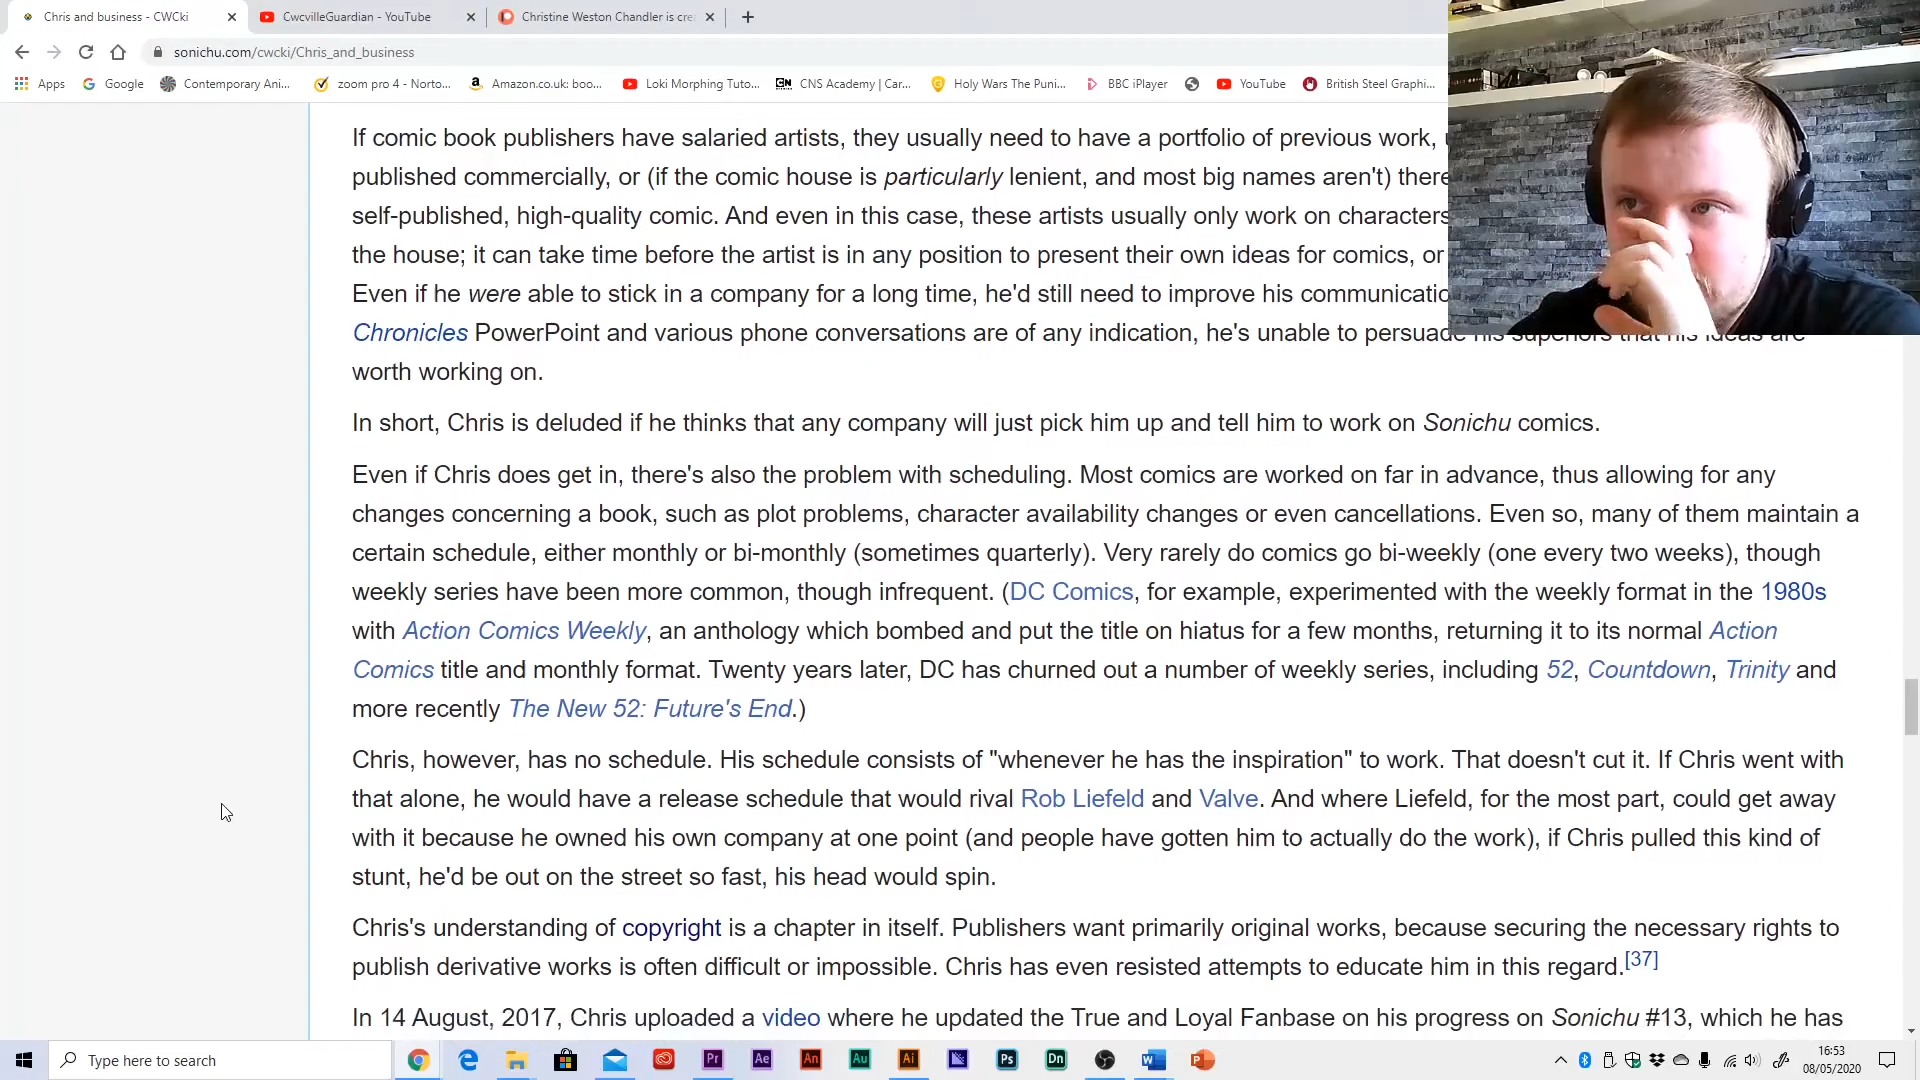 Chris and business - CWCki
CwcvilleGuardian - YouTube
Christine Weston Chandler is cre
sonichu.com/cwcki/Chris_and_business
Apps
Google
Contemporary Ani...
zoom pro 4 - Norto...
Amazon.co.uk: boo...
Loki Morphing Tuto...
CNS Academy | Car...
Holy Wars The Puni...
BBC iPlayer
YouTube
British Steel Graphi...
If comic book publishers have salaried artists, they usually need to have a portfolio of previous work,
published commercially, or (if the comic house is particularly lenient, and most big names aren't) there
self-published, high-quality comic. And even in this case, these artists usually only work on characters
the house; it can take time before the artist is in any position to present their own ideas for comics, or
Even if he were able to stick in a company for a long time, he'd still need to improve his communicatio
Chronicles PowerPoint and various phone conversations are of any indication, he's unable to persuade his superiors that his ideas are
worth working on.
In short, Chris is deluded if he thinks that any company will just pick him up and tell him to work on Sonichu comics.
Even if Chris does get in, there's also the problem with scheduling. Most comics are worked on far in advance, thus allowing for any
changes concerning a book, such as plot problems, character availability changes or even cancellations. Even so, many of them maintain a
certain schedule, either monthly or bi-monthly (sometimes quarterly). Very rarely do comics go bi-weekly (one every two weeks), though
weekly series have been more common, though infrequent. (DC Comics, for example, experimented with the weekly format in the 1980s
with Action Comics Weekly, an anthology which bombed and put the title on hiatus for a few months, returning it to its normal Action
Comics title and monthly format. Twenty years later, DC has churned out a number of weekly series, including 52, Countdown, Trinity and
more recently The New 52: Future's End.)
Chris, however, has no schedule. His schedule consists of "whenever he has the inspiration" to work. That doesn't cut it. If Chris went with
that alone, he would have a release schedule that would rival Rob Liefeld and Valve. And where Liefeld, for the most part, could get away
with it because he owned his own company at one point (and people have gotten him to actually do the work), if Chris pulled this kind of
stunt, he'd be out on the street so fast, his head would spin.
Chris's understanding of copyright is a chapter in itself. Publishers want primarily original works, because securing the necessary rights to
publish derivative works is often difficult or impossible. Chris has even resisted attempts to educate him in this regard.[37]
In 14 August, 2017, Chris uploaded a video where he updated the True and Loyal Fanbase on his progress on Sonichu #13, which he has
Type here to search
Pr
Ae
An
Au
Ai
Ps
Dn
16:53
08/05/2020